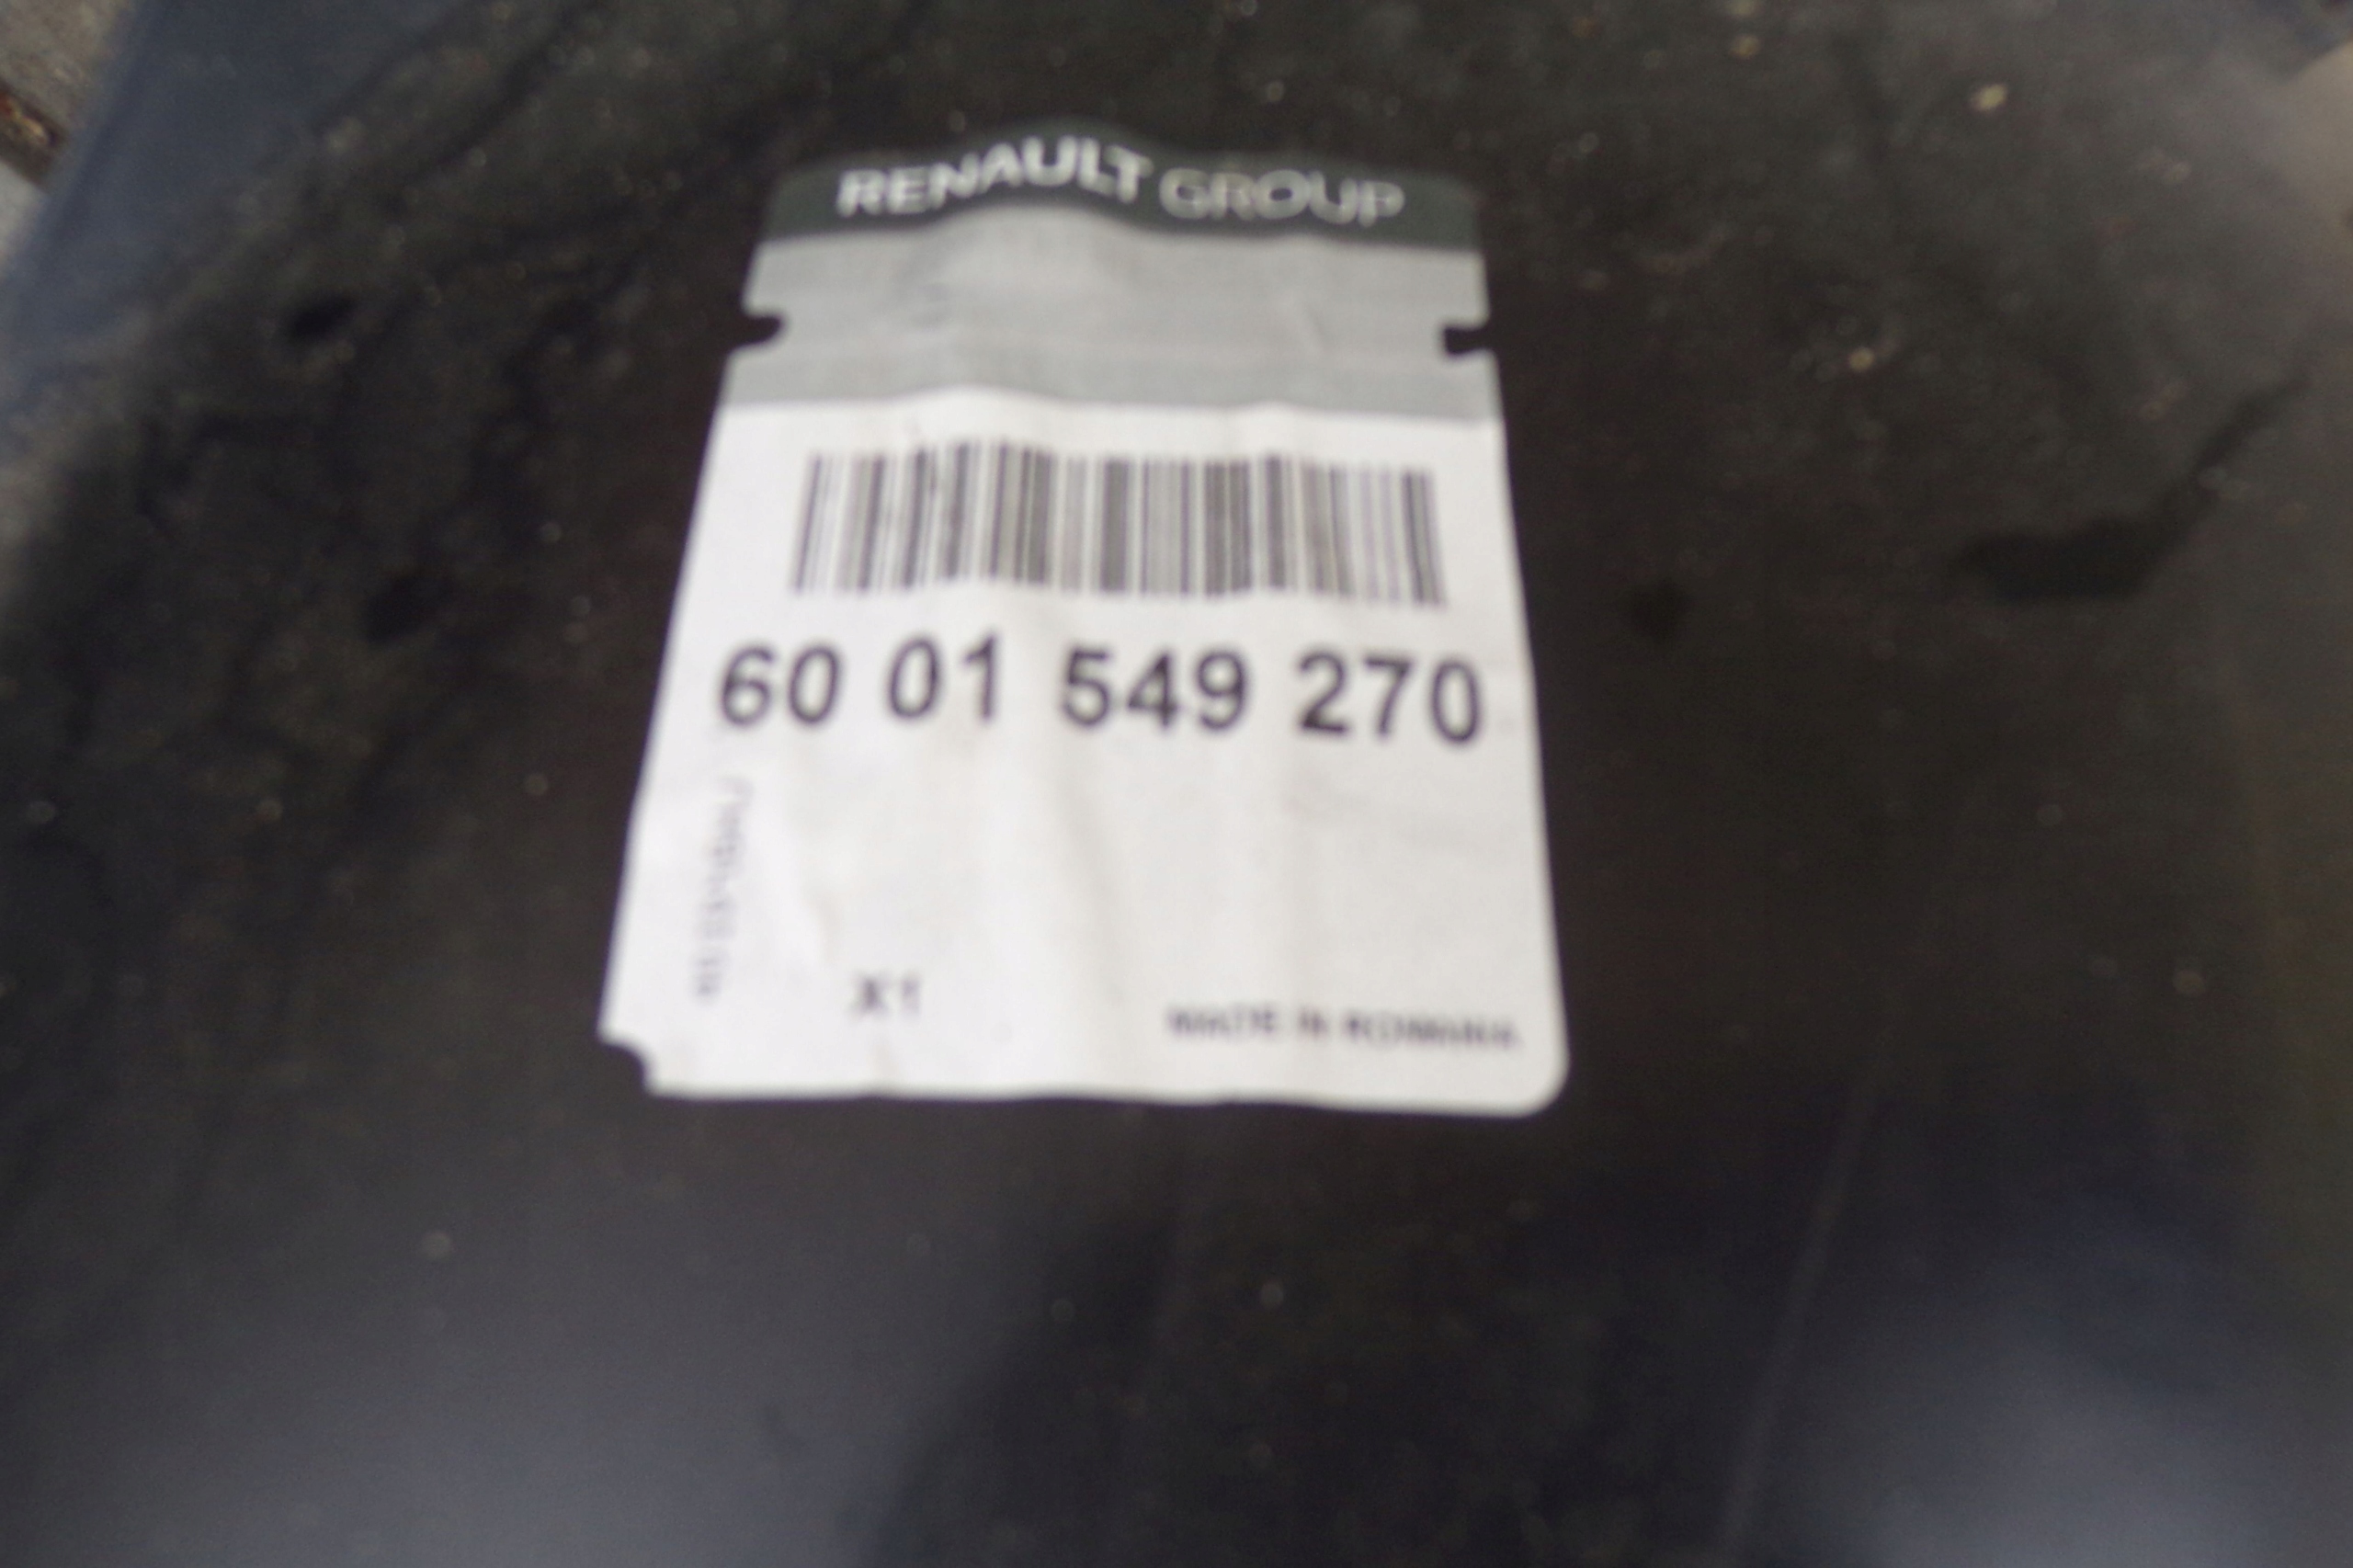 RENAULT GROUP
60 01 549 270
X1
MADE IN ROMANIA